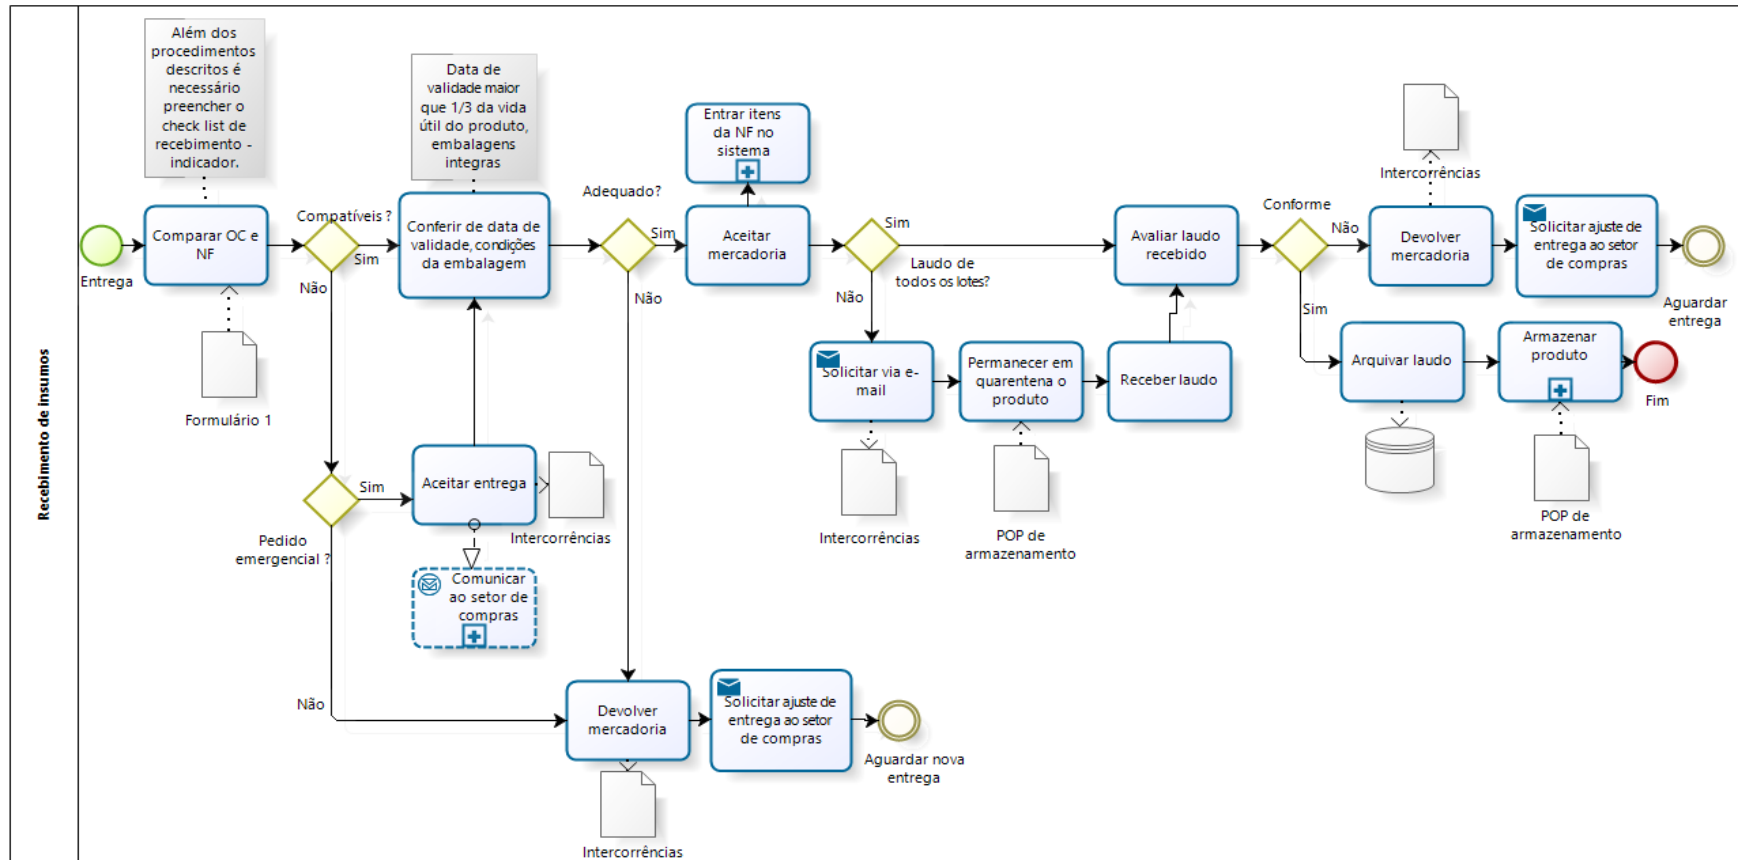 Recebimento de insumos
Além dos
procedimentos
descritos é
necessário
preencher o
check list de
recebimento -
indicador.
Entrada
Comparar OC e
NF
Formulário 1
Compatíveis ?
Sim
Não
Data de
validade maior
que 1/3 da vida
útil do produto,
embalagens
integras
Conferir de data de
validade, condições
da embalagem
Pedido
emergencial ?
Sim
Não
Aceitar entrega
Intercorrências
Comunicar
ao setor de
compras
Adequado?
Sim
Não
Devolver
mercadoria
Intercorrências
Solicitar ajuste de
entrega ao setor
de compras
Aguardar nova
entrega
Entrar itens
da NF no
sistema
Aceitar
mercadoria
Sim
Laudo de
todos os lotes?
Não
Solicitar via e-
mail
Intercorrências
Permanecer em
quarentena o
produto
POP de
armazenamento
Receber laudo
Avaliar laudo
recebido
Conforme
Não
Sim
Intercorrências
Devolver
mercadoria
Solicitar ajuste de
entrega ao setor
de compras
Aguardar
entrega
Arquivar laudo
Armazenar
produto
POP de
armazenamento
Fim